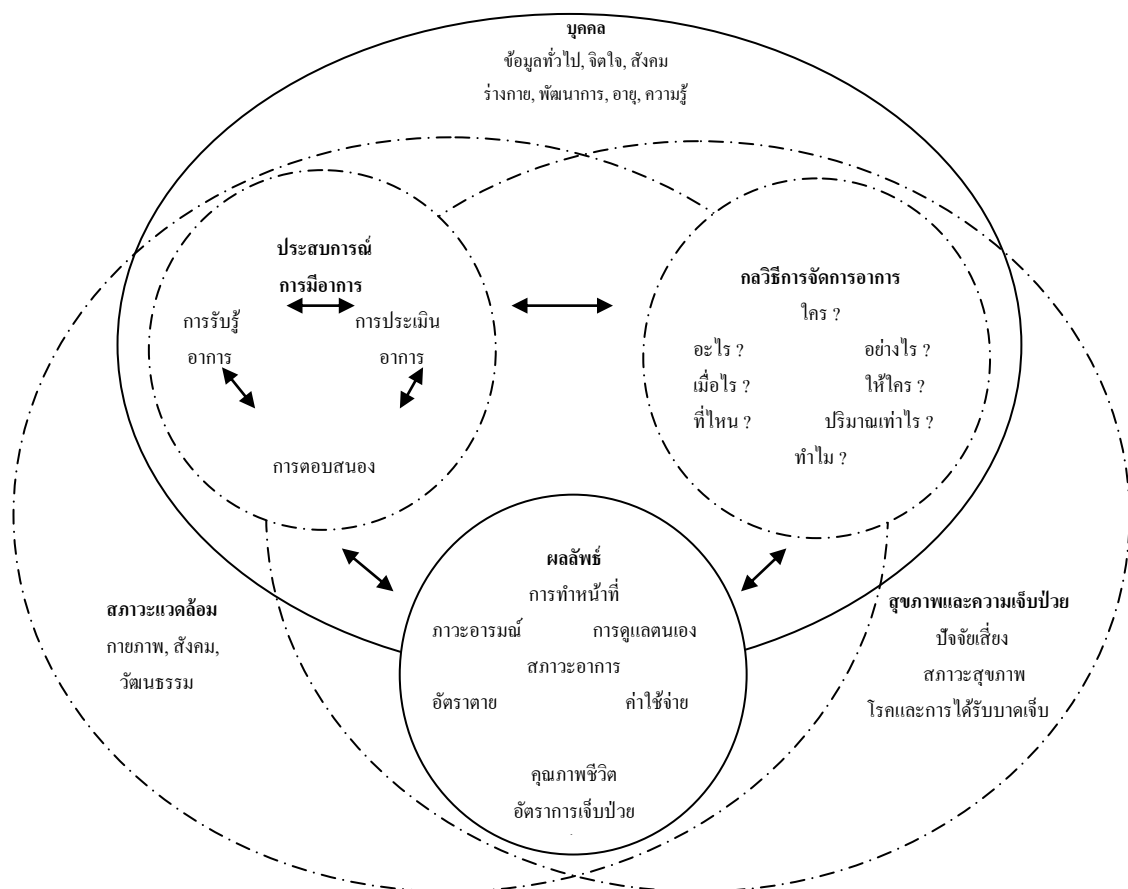 บุคคล
ข้อมูลทั่วไป, จิตใจ, สังคม
ร่างกาย, พัฒนาการ, อายุ, ความรู้
ประสบการณ์
การมีอาการ
การรับรู้
อาการ
การประเมิน
อาการ
การตอบสนอง
กลวิธีการจัดการอาการ
ใคร ?
อะไร ?
อย่างไร ?
เมื่อไร ?
ให้ใคร ?
ที่ไหน ?
ปริมาณเท่าไร ?
ทำไม ?
ผลลัพธ์
การทำหน้าที่
ภาวะอารมณ์
การดูแลตนเอง
สภาวะอาการ
อัตราตาย
ค่าใช้จ่าย
คุณภาพชีวิต
อัตราการเจ็บป่วย
สภาวะแวดล้อม
กายภาพ, สังคม,
วัฒนธรรม
สุขภาพและความเจ็บป่วย
ปัจจัยเสี่ยง
สภาวะสุขภาพ
โรคและการได้รับบาดเจ็บ